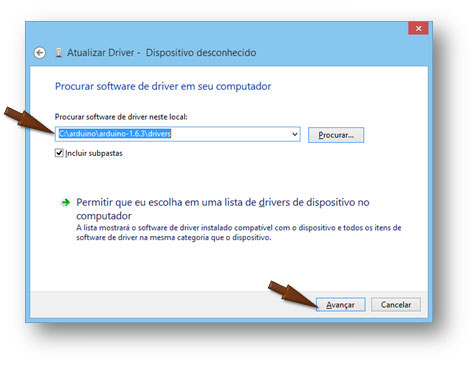 Atualizar Driver - Dispositivo desconhecido
Procurar software de driver em seu computador
Procurar software de driver neste local:
C:\arduino\arduino-1.6.3\drivers
Procurar...
Incluir subpastas
Permitir que eu escolha em uma lista de drivers de dispositivo no
computador
A lista mostrará o software de driver instalado compatível com o dispositivo e todos os itens de
software de driver na mesma categoria que o dispositivo.
Avançar
Cancelar